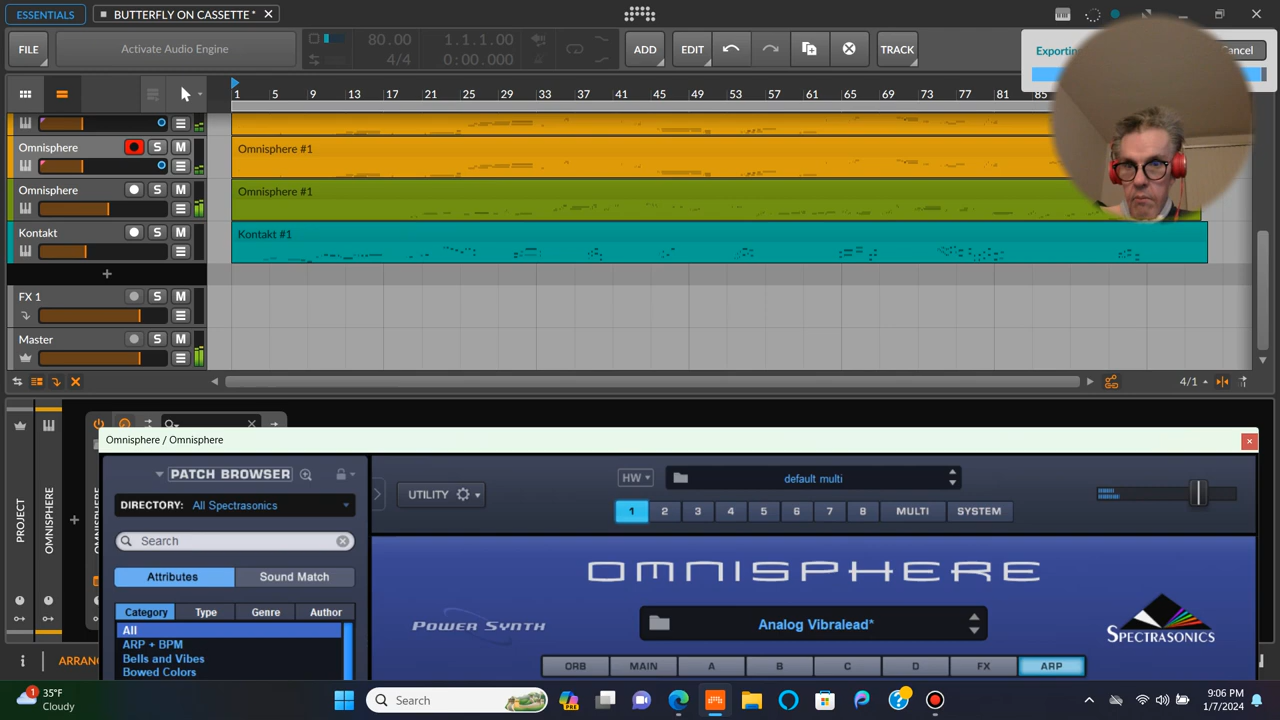 ESSENTIALS
BUTTERFLY ON CASSETTE *
FILE
Activate Audio Engine
80.00
4/4
1.1.1.00
0:00.000
ADD
EDIT
TRACK
Exporting
Cancel
1 5 9 13 17 21 25 29 33 37 41 45 49 53 57 61 65 69 73 77 81 85
S M
Omnisphere S M
Omnisphere #1
Omnisphere S M
Omnisphere #1
Kontakt S M
Kontakt #1
+
FX 1 S M
Master S M
4/1
Omnisphere / Omnisphere
PROJECT
OMNISPHERE
PATCH BROWSER
DIRECTORY: All Spectrasonics
Search
Attributes Sound Match
Category Type Genre Author
All
ARP + BPM
Bells and Vibes
Bowed Colors
UTILITY
HW
default multi
1 2 3 4 5 6 7 8 MULTI SYSTEM
OMNISPHERE
POWER SYNTH
Analog Vibralead*
SPECTRASONICS
ORB MAIN A B C D FX ARP
i
ARRAN
1
35°F
Cloudy
Search
PRE
9:06 PM
1/7/2024